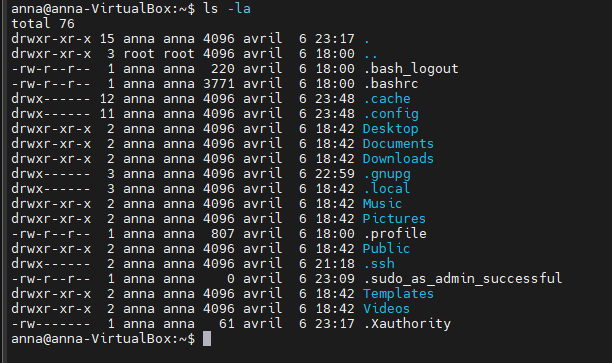 anna@anna-VirtualBox:~$ ls -la
total 76
drwxr-xr-x 15 anna anna 4096 avril  6 23:17 .
drwxr-xr-x  3 root root 4096 avril  6 18:00 ..
-rw-r--r--  1 anna anna  220 avril  6 18:00 .bash_logout
-rw-r--r--  1 anna anna 3771 avril  6 18:00 .bashrc
drwx------ 12 anna anna 4096 avril  6 23:48 .cache
drwx------ 11 anna anna 4096 avril  6 23:48 .config
drwxr-xr-x  2 anna anna 4096 avril  6 18:42 Desktop
drwxr-xr-x  2 anna anna 4096 avril  6 18:42 Documents
drwxr-xr-x  2 anna anna 4096 avril  6 18:42 Downloads
drwx------  3 anna anna 4096 avril  6 22:59 .gnupg
drwx------  3 anna anna 4096 avril  6 18:42 .local
drwxr-xr-x  2 anna anna 4096 avril  6 18:42 Music
drwxr-xr-x  2 anna anna 4096 avril  6 18:42 Pictures
-rw-r--r--  1 anna anna  807 avril  6 18:00 .profile
drwxr-xr-x  2 anna anna 4096 avril  6 18:42 Public
drwx------  2 anna anna 4096 avril  6 21:18 .ssh
-rw-r--r--  1 anna anna    0 avril  6 23:09 .sudo_as_admin_successful
drwxr-xr-x  2 anna anna 4096 avril  6 18:42 Templates
drwxr-xr-x  2 anna anna 4096 avril  6 18:42 Videos
-rw-------  1 anna anna   61 avril  6 23:17 .Xauthority
anna@anna-VirtualBox:~$